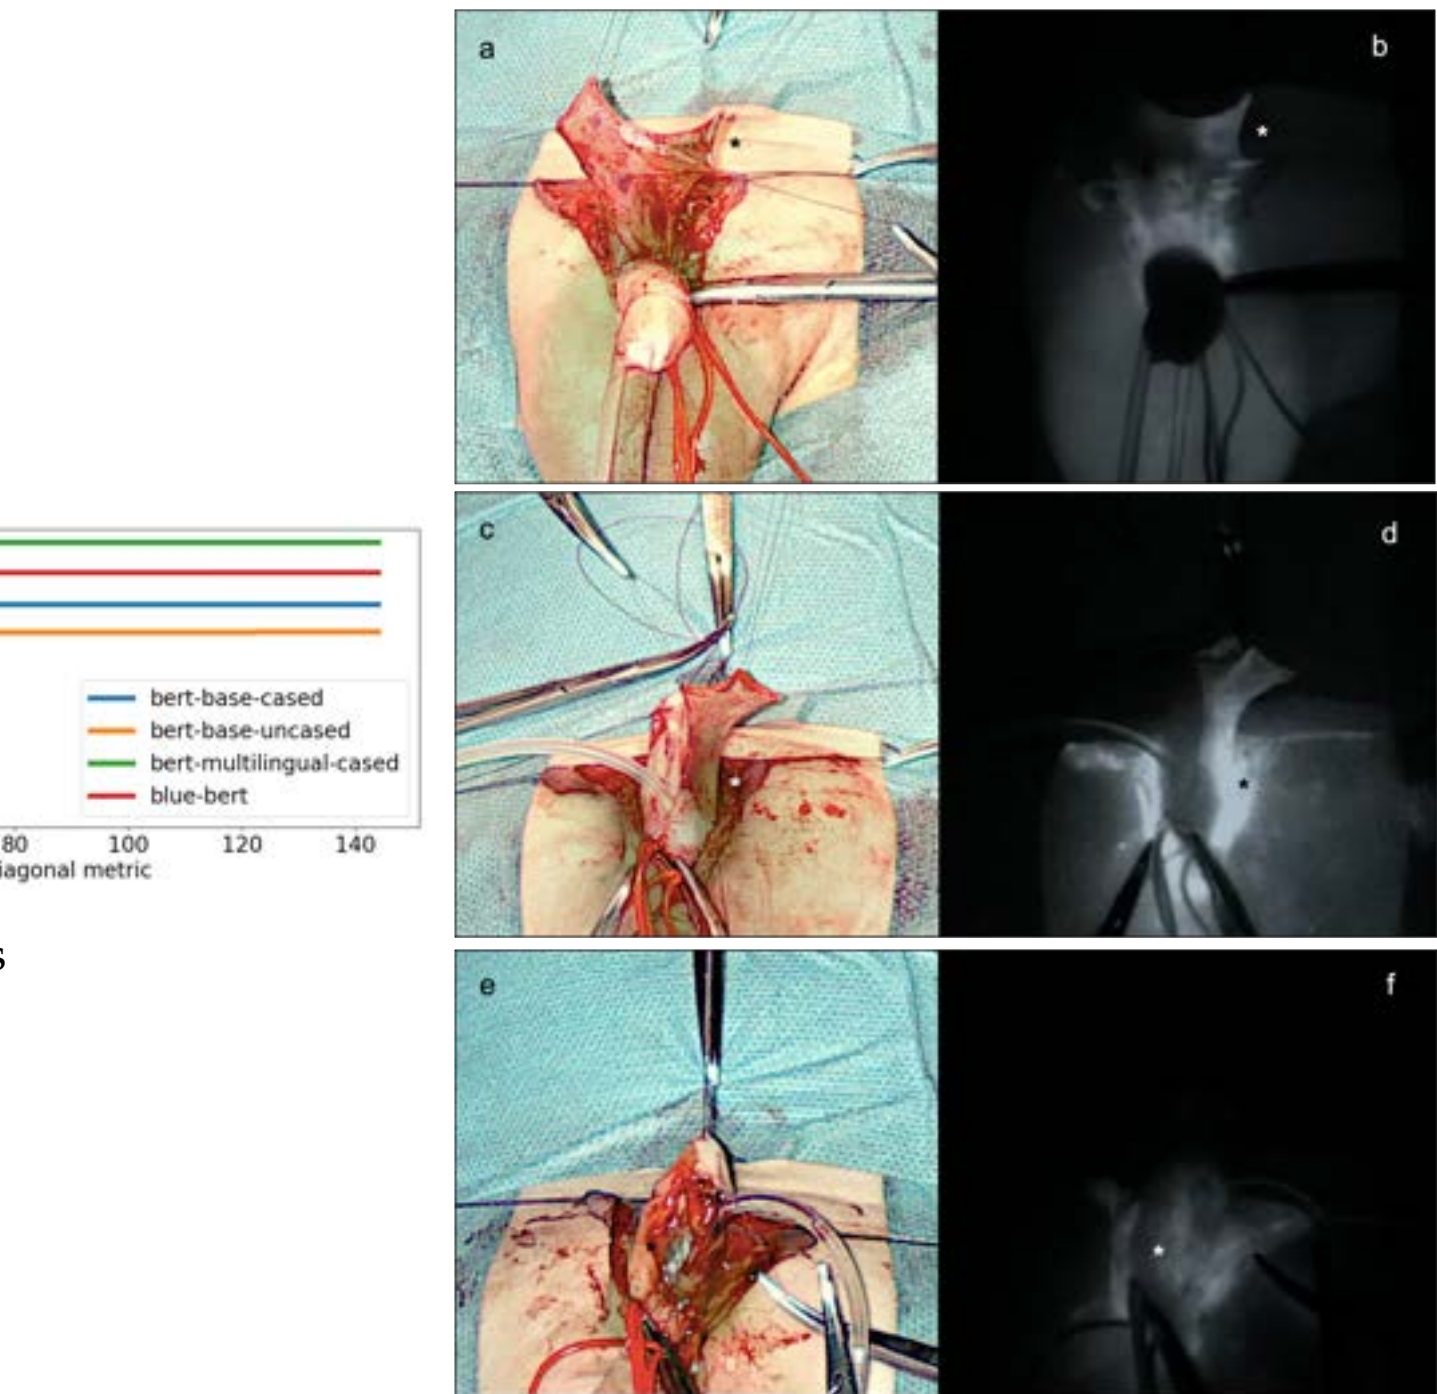 bert-base-cased
bert-base-uncased
bert-multilingual-cased
blue-bert
80 100 120 140
iagonal metric
s
a
b
c
d
e
f